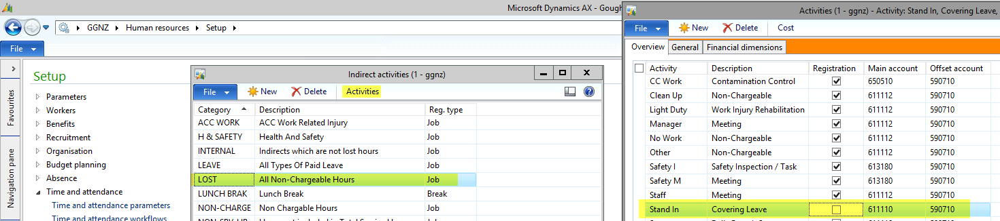 Microsoft Dynamics AX - Gough
GGNZ Human resources Setup
File
Favourites
Navigation pane
Setup
Parameters
Workers
Benefits
Recruitment
Organisation
Budget planning
Absence
Time and attendance
Time and attendance parameters
Time and attendance workflows
Indirect activities (1 - ggnz)
File New Delete Activities
Category Description Reg. type
ACC WORK ACC Work Related Injury Job
H & SAFETY Health And Safety Job
INTERNAL Indirects which are not lost hours Job
LEAVE All Types Of Paid Leave Job
LOST All Non-Chargeable Hours Job
LUNCH BRAK Lunch Break Break
NON-CHARGE Non Chargable Hours Job
Activities (1 - ggnz) - Activity: Stand In, Covering Leave,
File New Delete Cost
Overview General Financial dimensions
Activity Description Registration Main account Offset account
CC Work Contamination Control 650510 590710
Clean Up Non-Chargeable 611112 590710
Light Duty Work Injury Rehabilitation 611112 590710
Manager Meeting 611112 590710
No Work Non-Chargeable 611112 590710
Other Non-Chargeable 611112 590710
Safety I Safety Inspection / Task 613180 590710
Safety M Meeting 613180 590710
Staff Meeting 611112 590710
Stand In Covering Leave 611110 590710